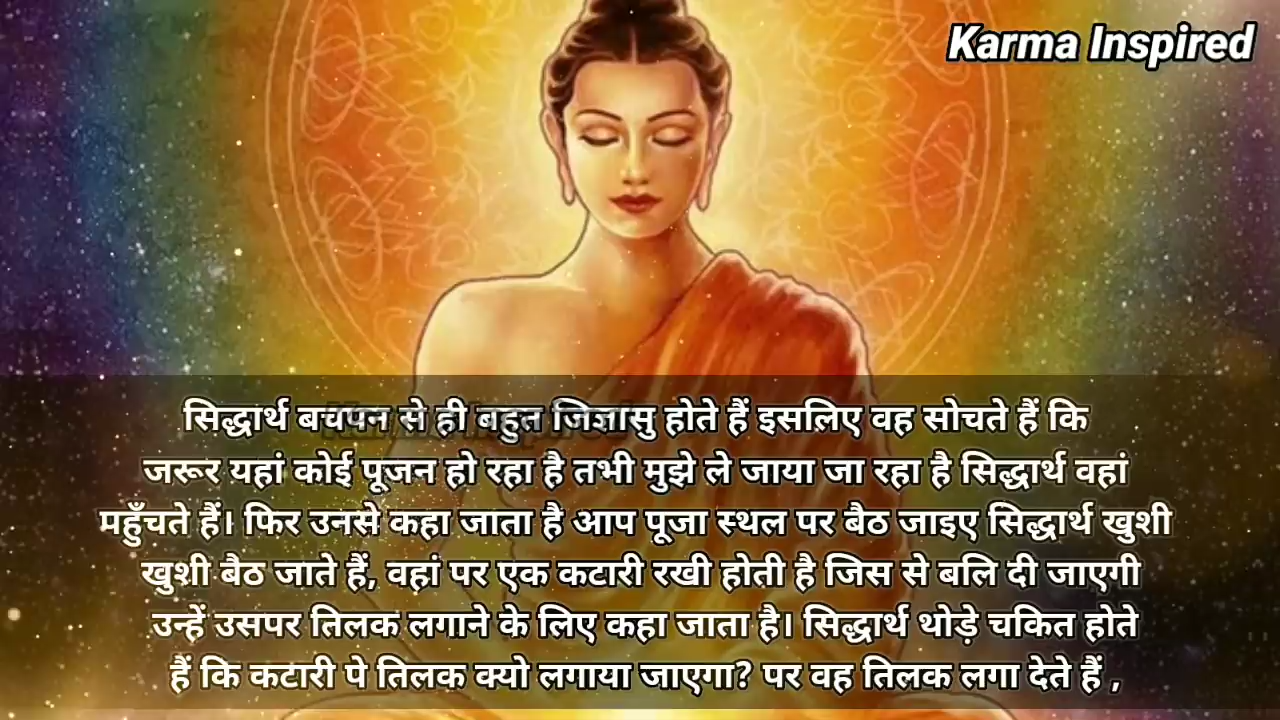 Karma Inspired
सिद्धार्थ बचपन से ही बहुत जिज्ञासु होते हैं इसलिए वह सोचते हैं कि
जरूर यहां कोई पूजन हो रहा है तभी मुझे ले जाया जा रहा है सिद्धार्थ वहां
महुँचते हैं। फिर उनसे कहा जाता है आप पूजा स्थल पर बैठ जाइए सिद्धार्थ खुशी
खुशी बैठ जाते हैं, वहां पर एक कटारी रखी होती है जिस से बलि दी जाएगी
उन्हें उसपर तिलक लगाने के लिए कहा जाता है। सिद्धार्थ थोड़े चकित होते
हैं कि कटारी पे तिलक क्यो लगाया जाएगा? पर वह तिलक लगा देते हैं ,